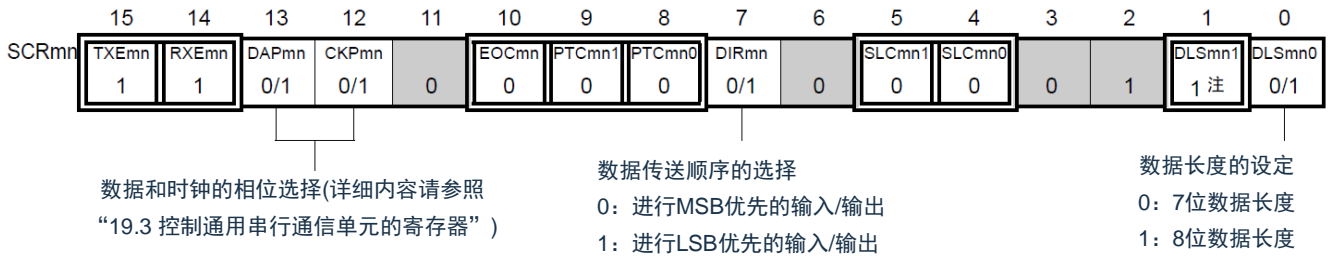 15 14 13 12 11 10 9 8 7 6 5 4 3 2 1 0
SCRmn TXEmn RXEmn DAPmn CKPmn EOCmn PTCmn1 PTCmn0 DIRmn SLCmn1 SLCmn0 DLSmn1 DLSmn0
1 1 0/1 0/1 0 0 0 0 0/1 0 0 0 0 1 1 注 0/1
数据和时钟的相位选择(详细内容请参照
“19.3 控制通用串行通信单元的寄存器”)
数据传送顺序的选择
0：进行MSB优先的输入/输出
1：进行LSB优先的输入/输出
数据长度的设定
0：7位数据长度
1：8位数据长度